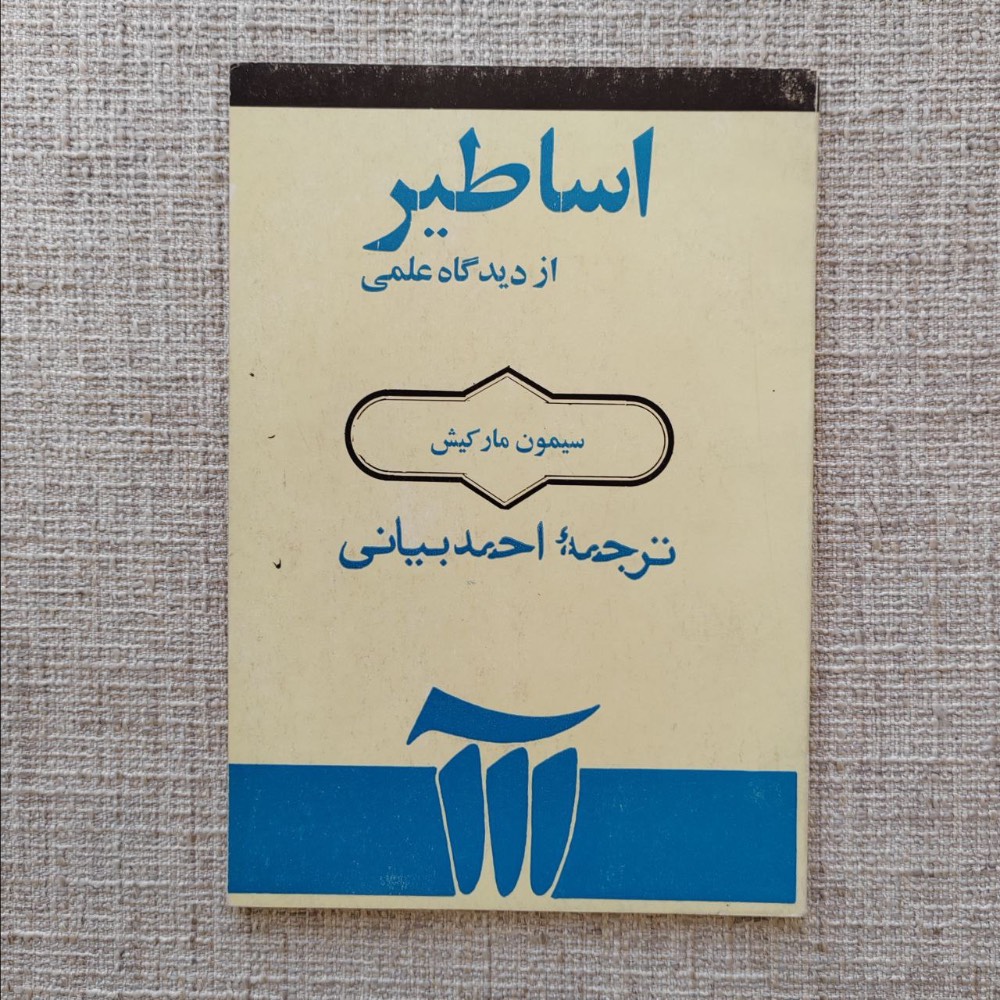 اساطیر
از دیدگاه علمی
سیمون مارکیش
ترجمهٔ احمد بیانی